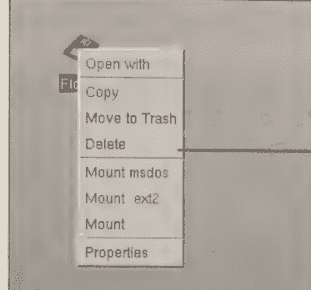 Open with
Copy
Move to Trash
Delete
Mount msdos
Mount ext2
Mount
Properties